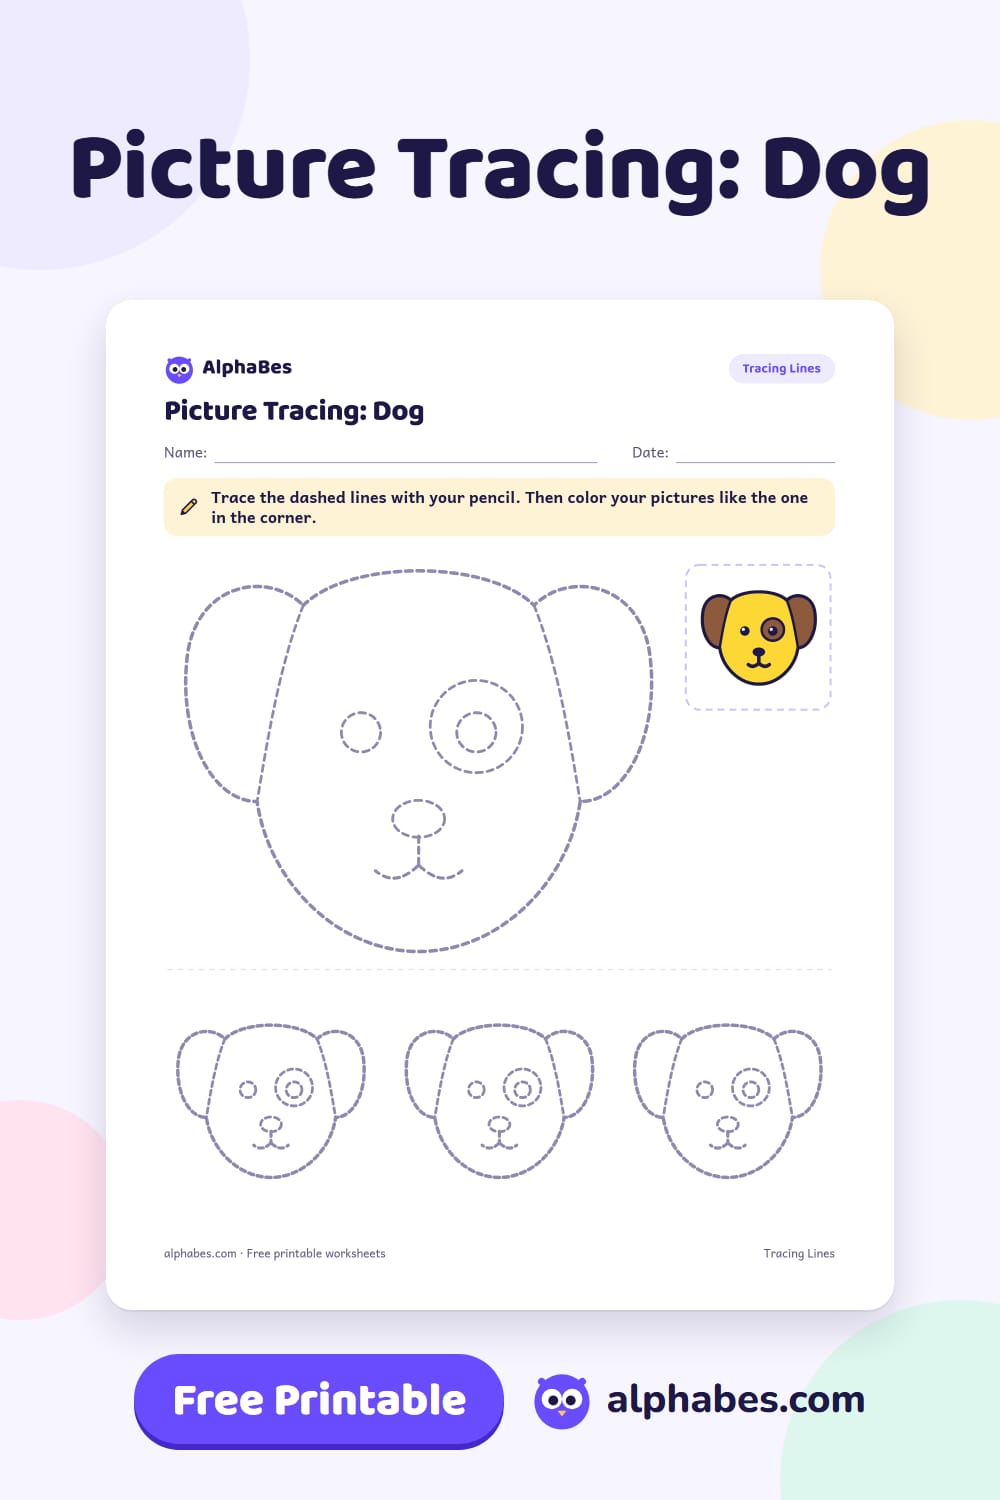 Picture Tracing: Dog
AlphaBes
Tracing Lines
Picture Tracing: Dog
Name:
Date:
Trace the dashed lines with your pencil. Then color your pictures like the one
in the corner.
alphabes.com · Free printable worksheets
Tracing Lines
Free Printable
alphabes.com